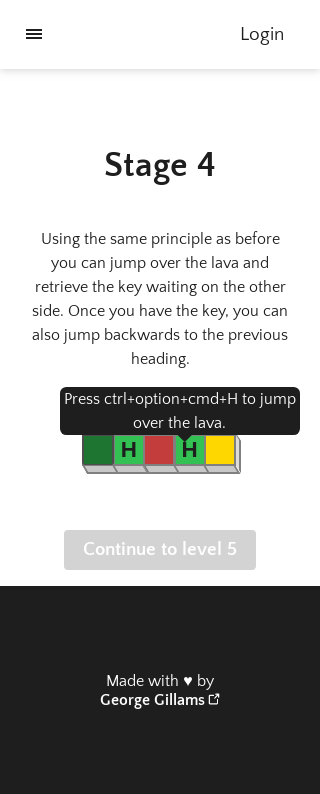 Login
Stage 4
Using the same principle as before
you can jump over the lava and
retrieve the key waiting on the other
side. Once you have the key, you can
also jump backwards to the previous
heading.
Press ctrl+option+cmd+H to jump
over the lava.
H H
Continue to level 5
Made with ♥ by
George Gillams